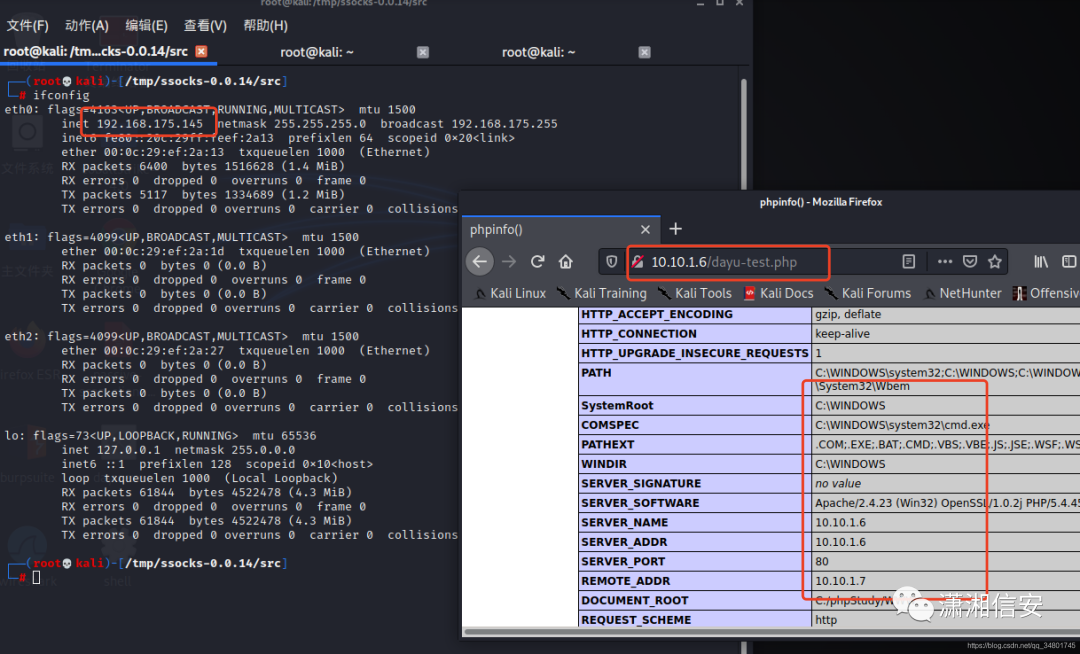 root@kali: /tmp/ssocks-0.0.14/src
文件(F) 动作(A) 编辑(E) 查看(V) 帮助(H)
root@kali: /tm...cks-0.0.14/src root@kali: ~ root@kali: ~
(root💀kali)-[/tmp/ssocks-0.0.14/src]
# ifconfig
eth0: flags=4163<UP,BROADCAST,RUNNING,MULTICAST> mtu 1500
inet 192.168.175.145 netmask 255.255.255.0 broadcast 192.168.175.255
inet6 fe80::20c:29ff:feef:2a13 prefixlen 64 scopeid 0×20<link>
ether 00:0c:29:ef:2a:13 txqueuelen 1000 (Ethernet)
RX packets 6400 bytes 1516628 (1.4 MiB)
RX errors 0 dropped 0 overruns 0 frame 0
TX packets 5117 bytes 1334689 (1.2 MiB)
TX errors 0 dropped 0 overruns 0 carrier 0 collisions
eth1: flags=4099<UP,BROADCAST,MULTICAST> mtu 1500
ether 00:0c:29:ef:2a:1d txqueuelen 1000 (Ethernet)
RX packets 0 bytes 0 (0.0 B)
RX errors 0 dropped 0 overruns 0 frame 0
TX packets 0 bytes 0 (0.0 B)
TX errors 0 dropped 0 overruns 0 carrier 0 collisions
eth2: flags=4099<UP,BROADCAST,MULTICAST> mtu 1500
ether 00:0c:29:ef:2a:27 txqueuelen 1000 (Ethernet)
RX packets 0 bytes 0 (0.0 B)
RX errors 0 dropped 0 overruns 0 frame 0
TX packets 0 bytes 0 (0.0 B)
TX errors 0 dropped 0 overruns 0 carrier 0 collisions
lo: flags=73<UP,LOOPBACK,RUNNING> mtu 65536
inet 127.0.0.1 netmask 255.0.0.0
inet6 ::1 prefixlen 128 scopeid 0×10<host>
loop txqueuelen 1000 (Local Loopback)
RX packets 61844 bytes 4522478 (4.3 MiB)
RX errors 0 dropped 0 overruns 0 frame 0
TX packets 61844 bytes 4522478 (4.3 MiB)
TX errors 0 dropped 0 overruns 0 carrier 0 collisions
(root💀kali)-[/tmp/ssocks-0.0.14/src]
#
文件系统
主文件夹
burpsuite
shell
phpinfo() - Mozilla Firefox
phpinfo()
10.10.1.6/dayu-test.php
Kali Linux Kali Training Kali Tools Kali Docs Kali Forums NetHunter Offensiv
HTTP_ACCEPT_ENCODING gzip, deflate
HTTP_CONNECTION keep-alive
HTTP_UPGRADE_INSECURE_REQUESTS 1
PATH C:\WINDOWS\system32;C:\WINDOWS;C:\WINDOW
\System32\Wbem
SystemRoot C:\WINDOWS
COMSPEC C:\WINDOWS\system32\cmd.exe
PATHEXT .COM;.EXE;.BAT;.CMD;.VBS;.VBE;.JS;.JSE;.WSF;.WS
WINDIR C:\WINDOWS
SERVER_SIGNATURE no value
SERVER_SOFTWARE Apache/2.4.23 (Win32) OpenSSL/1.0.2j PHP/5.4.45
SERVER_NAME 10.10.1.6
SERVER_ADDR 10.10.1.6
SERVER_PORT 80
REMOTE_ADDR 10.10.1.7
DOCUMENT_ROOT C:/phpStudy/W
REQUEST_SCHEME http
潇湘信安
https://blog.csdn.net/qq_34801745